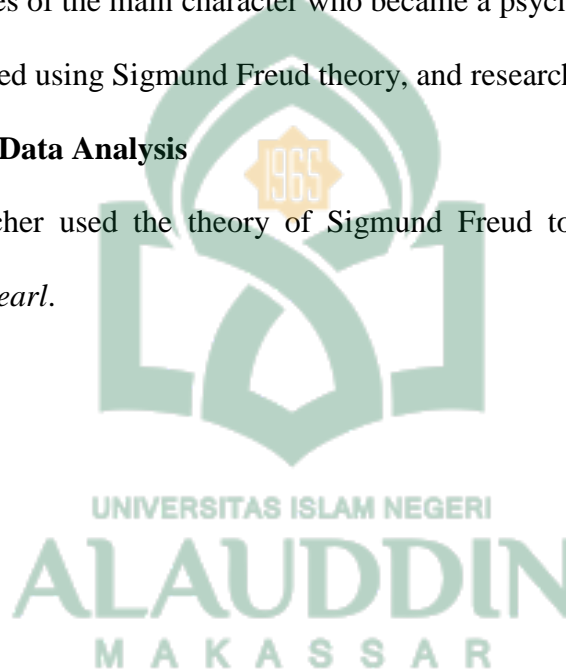 es of the main character who became a psych
ed using Sigmund Freud theory, and research
Data Analysis
cher used the theory of Sigmund Freud to
earl.
1965
UNIVERSITAS ISLAM NEGERI
ALAUDDIN
MAKASSAR